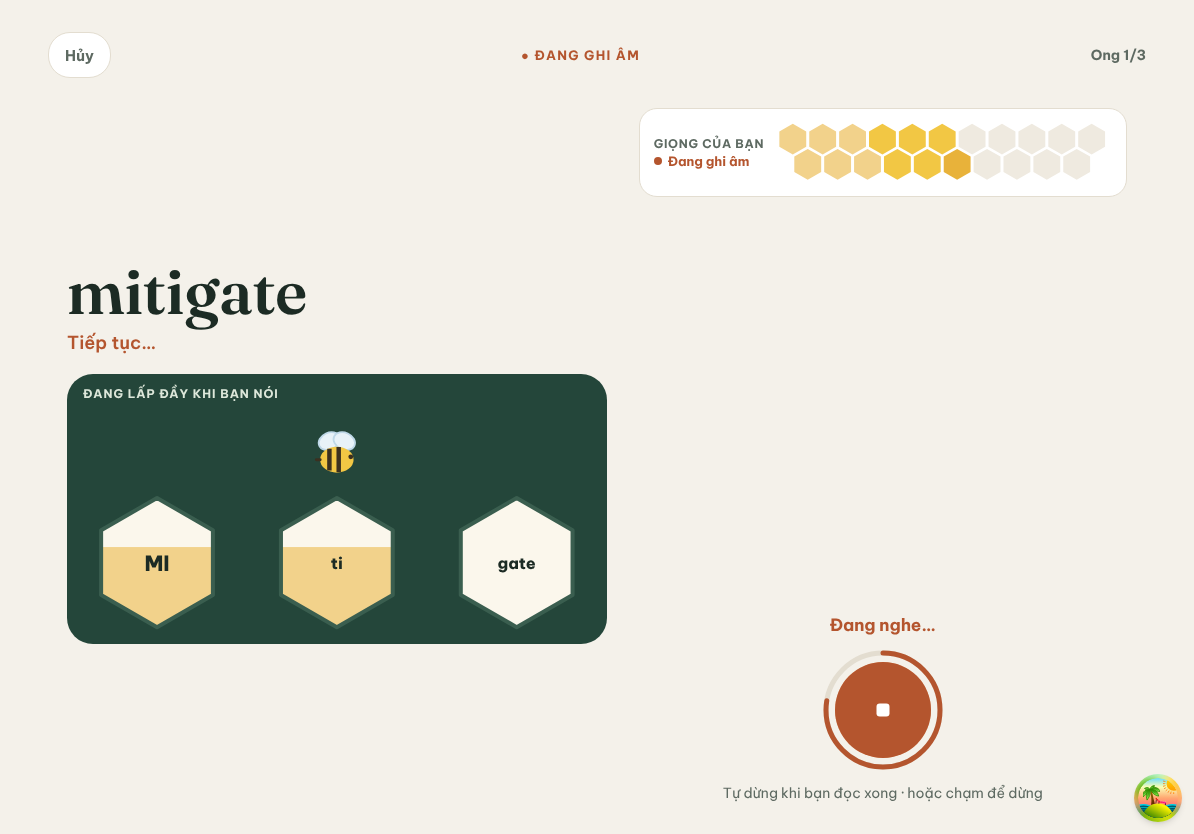 Hủy
• ĐANG GHI ÂM
Ong 1/3
GIỌNG CỦA BẠN
Đang ghi âm
mitigate
Tiếp tục...
ĐANG LẤP ĐẦY KHI BẠN NÓI
MI
ti
gate
Đang nghe...
Tự dừng khi bạn đọc xong · hoặc chạm để dừng